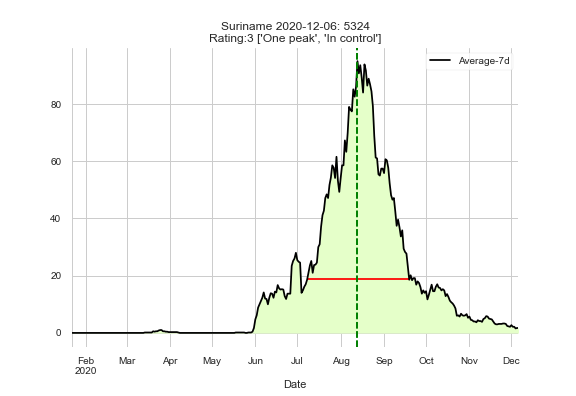 Suriname 2020-12-06: 5324
Rating:3 ['One peak', 'In control']
Average-7d
80
60
40
20
0
Feb Mar Apr May Jun Jul Aug Sep Oct Nov Dec
2020
Date